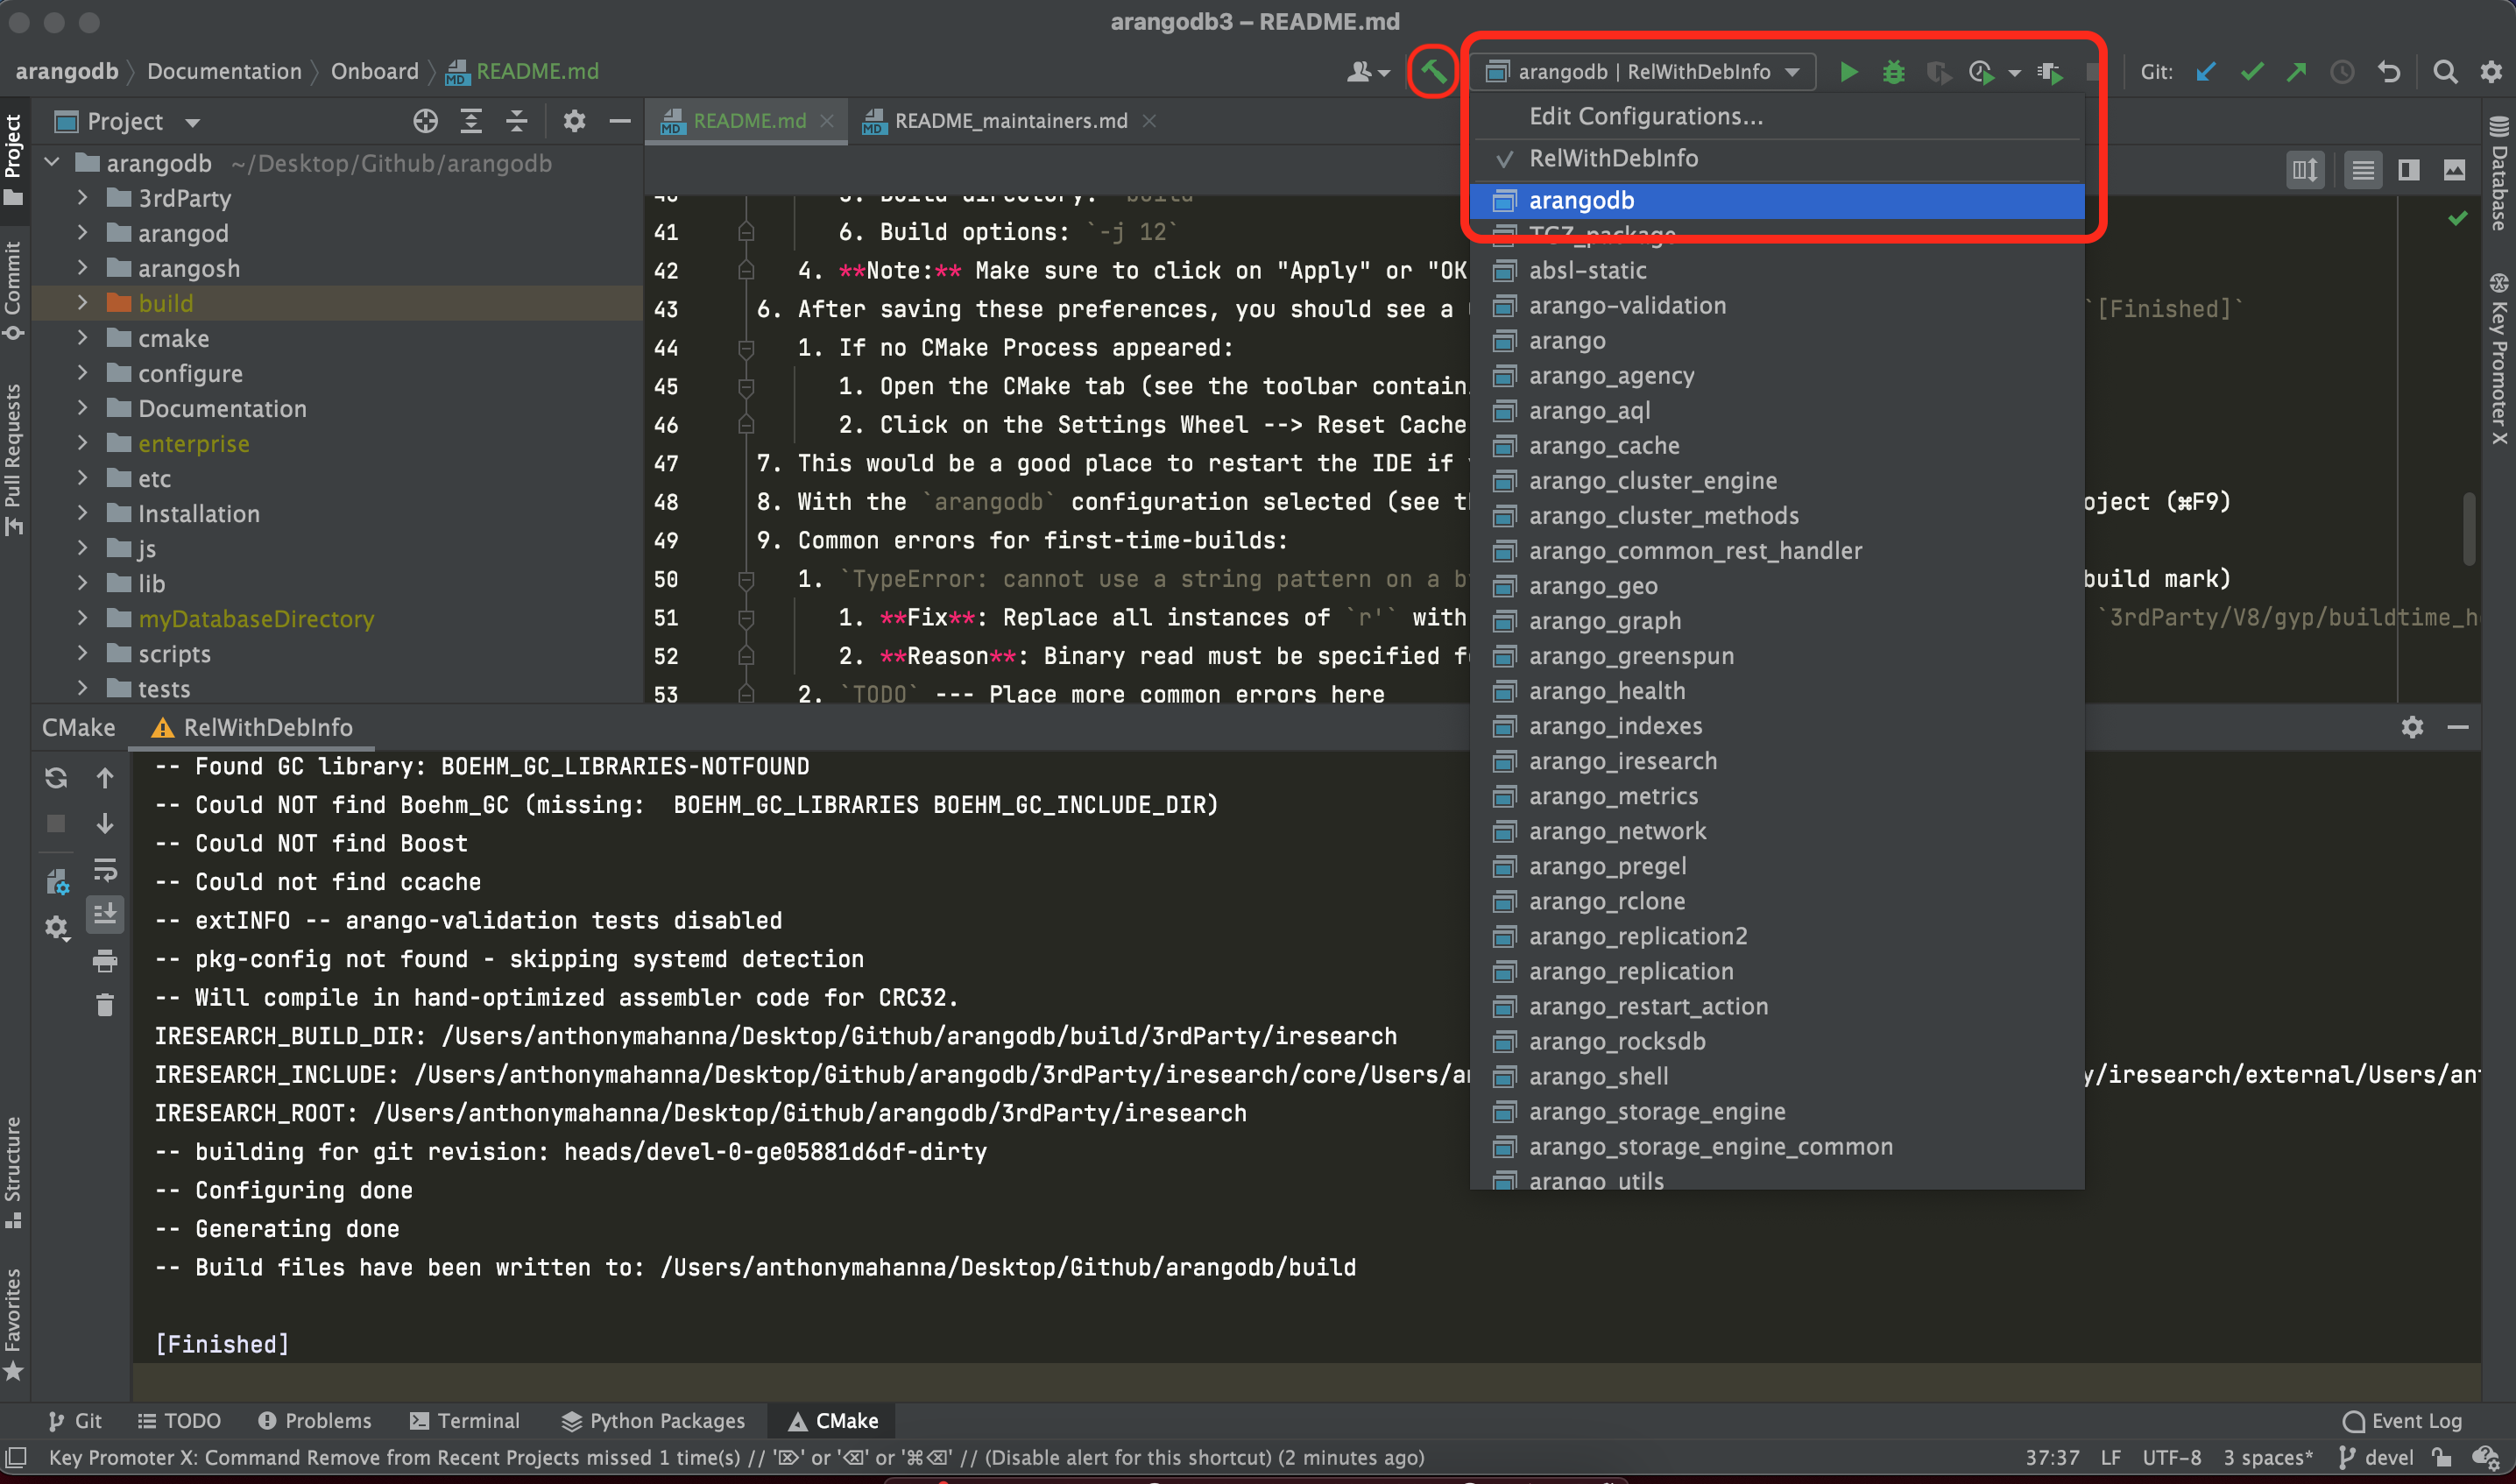 arangodb3 – README.md
arangodb
Documentation
Onboard
README.md
arangodb | RelWithDebInfo
Git:
Project
README.md
README_maintainers.md
Project
Commit
Pull Requests
Structure
Favorites
arangodb ~/Desktop/Github/arangodb
3rdParty
arangod
arangosh
build
cmake
configure
Documentation
enterprise
etc
Installation
js
lib
myDatabaseDirectory
scripts
tests
41 6. Build options: `-j 12`
42 4. **Note:** Make sure to click on "Apply" or "OK
43 6. After saving these preferences, you should see a `[Finished]`
44 1. If no CMake Process appeared:
45 1. Open the CMake tab (see the toolbar contain
46 2. Click on the Settings Wheel --> Reset Cache
47 7. This would be a good place to restart the IDE if
48 8. With the `arangodb` configuration selected (see th oject (⌘F9)
49 9. Common errors for first-time-builds:
50 1. `TypeError: cannot use a string pattern on a b build mark)
51 1. **Fix**: Replace all instances of `r'` with `3rdParty/V8/gyp/buildtime_h
52 2. **Reason**: Binary read must be specified f
53 2. `TODO` --- Place more common errors here
Edit Configurations...
RelWithDebInfo
arangodb
TGZ_package
absl-static
arango-validation
arango
arango_agency
arango_aql
arango_cache
arango_cluster_engine
arango_cluster_methods
arango_common_rest_handler
arango_geo
arango_graph
arango_greenspun
arango_health
arango_indexes
arango_iresearch
arango_metrics
arango_network
arango_pregel
arango_rclone
arango_replication2
arango_replication
arango_restart_action
arango_rocksdb
arango_shell
arango_storage_engine
arango_storage_engine_common
arango_utils
Database
Key Promoter X
CMake
RelWithDebInfo
-- Found GC library: BOEHM_GC_LIBRARIES-NOTFOUND
-- Could NOT find Boehm_GC (missing:  BOEHM_GC_LIBRARIES BOEHM_GC_INCLUDE_DIR)
-- Could NOT find Boost
-- Could not find ccache
-- extINFO -- arango-validation tests disabled
-- pkg-config not found - skipping systemd detection
-- Will compile in hand-optimized assembler code for CRC32.
IRESEARCH_BUILD_DIR: /Users/anthonymahanna/Desktop/Github/arangodb/build/3rdParty/iresearch
IRESEARCH_INCLUDE: /Users/anthonymahanna/Desktop/Github/arangodb/3rdParty/iresearch/core/Users/a y/iresearch/external/Users/an
IRESEARCH_ROOT: /Users/anthonymahanna/Desktop/Github/arangodb/3rdParty/iresearch
-- building for git revision: heads/devel-0-ge05881d6df-dirty
-- Configuring done
-- Generating done
-- Build files have been written to: /Users/anthonymahanna/Desktop/Github/arangodb/build
[Finished]
Git
TODO
Problems
Terminal
Python Packages
CMake
Event Log
Key Promoter X: Command Remove from Recent Projects missed 1 time(s) // '⌦' or '⌫' or '⌘⌫' // (Disable alert for this shortcut) (2 minutes ago)
37:37 LF UTF-8 3 spaces* devel